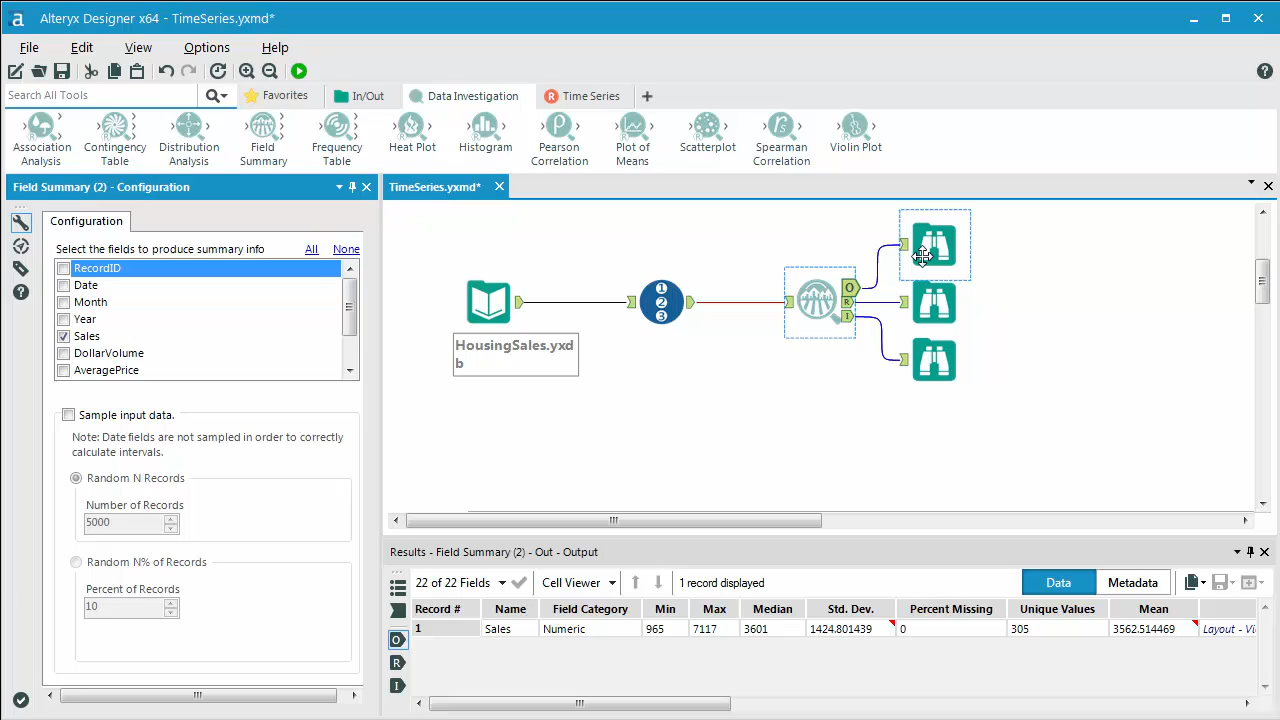 a Alteryx Designer x64 - TimeSeries.yxmd*
File Edit View Options Help
Search All Tools
Favorites In/Out Data Investigation R Time Series
Association Analysis
Contingency Table
Distribution Analysis
Field Summary
Frequency Table
Heat Plot
Histogram
Pearson Correlation
Plot of Means
Scatterplot
Spearman Correlation
Violin Plot
Field Summary (2) - Configuration
TimeSeries.yxmd*
Configuration
Select the fields to produce summary info All None
RecordID
Date
Month
Year
Sales
DollarVolume
AveragePrice
Sample input data.
Note: Date fields are not sampled in order to correctly
calculate intervals.
Random N Records
Number of Records
5000
Random N% of Records
Percent of Records
10
1
2
3
O
R
I
HousingSales.yxd
b
Results - Field Summary (2) - Out - Output
22 of 22 Fields Cell Viewer 1 record displayed Data Metadata
Record # Name Field Category Min Max Median Std. Dev. Percent Missing Unique Values Mean
1 Sales Numeric 965 7117 3601 1424.801439 0 305 3562.514469 Layout - Vi
O
R
I